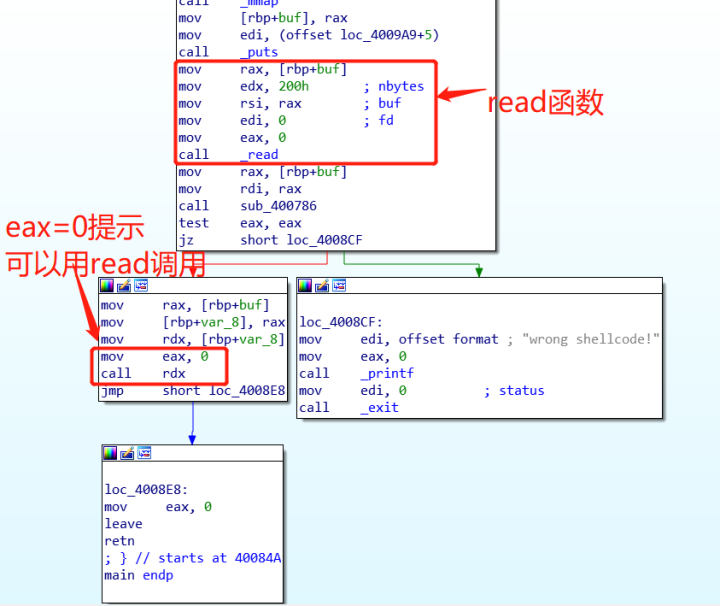 call    _mmap
mov     [rbp+buf], rax
mov     edi, (offset loc_4009A9+5)
call    _puts
mov     rax, [rbp+buf]
mov     edx, 200h       ; nbytes
mov     rsi, rax        ; buf
mov     edi, 0          ; fd
mov     eax, 0
call    _read
mov     rax, [rbp+buf]
mov     rdi, rax
call    sub_400786
test    eax, eax
jz      short loc_4008CF
read函数
eax=0提示
可以用read调用
mov     rax, [rbp+buf]
mov     [rbp+var_8], rax
mov     rdx, [rbp+var_8]
mov     eax, 0
call    rdx
jmp     short loc_4008E8
loc_4008CF:
mov     edi, offset format ; "wrong shellcode!"
mov     eax, 0
call    _printf
mov     edi, 0          ; status
call    _exit
loc_4008E8:
mov     eax, 0
leave
retn
; } // starts at 40084A
main endp